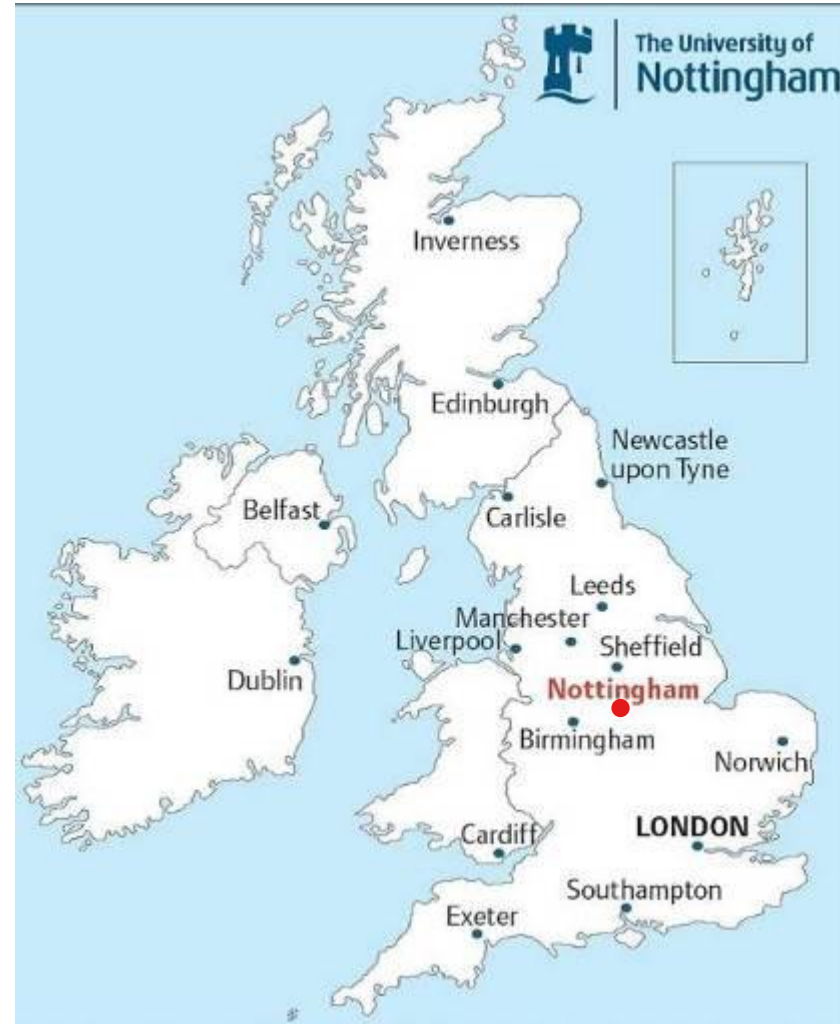 The University of
Nottingham
Inverness
Edinburgh
Newcastle
upon Tyne
Belfast
Carlisle
Leeds
Manchester
Liverpool
Sheffield
Dublin
Nottingham
Birmingham
Norwich
Cardiff
LONDON
Southampton
Exeter